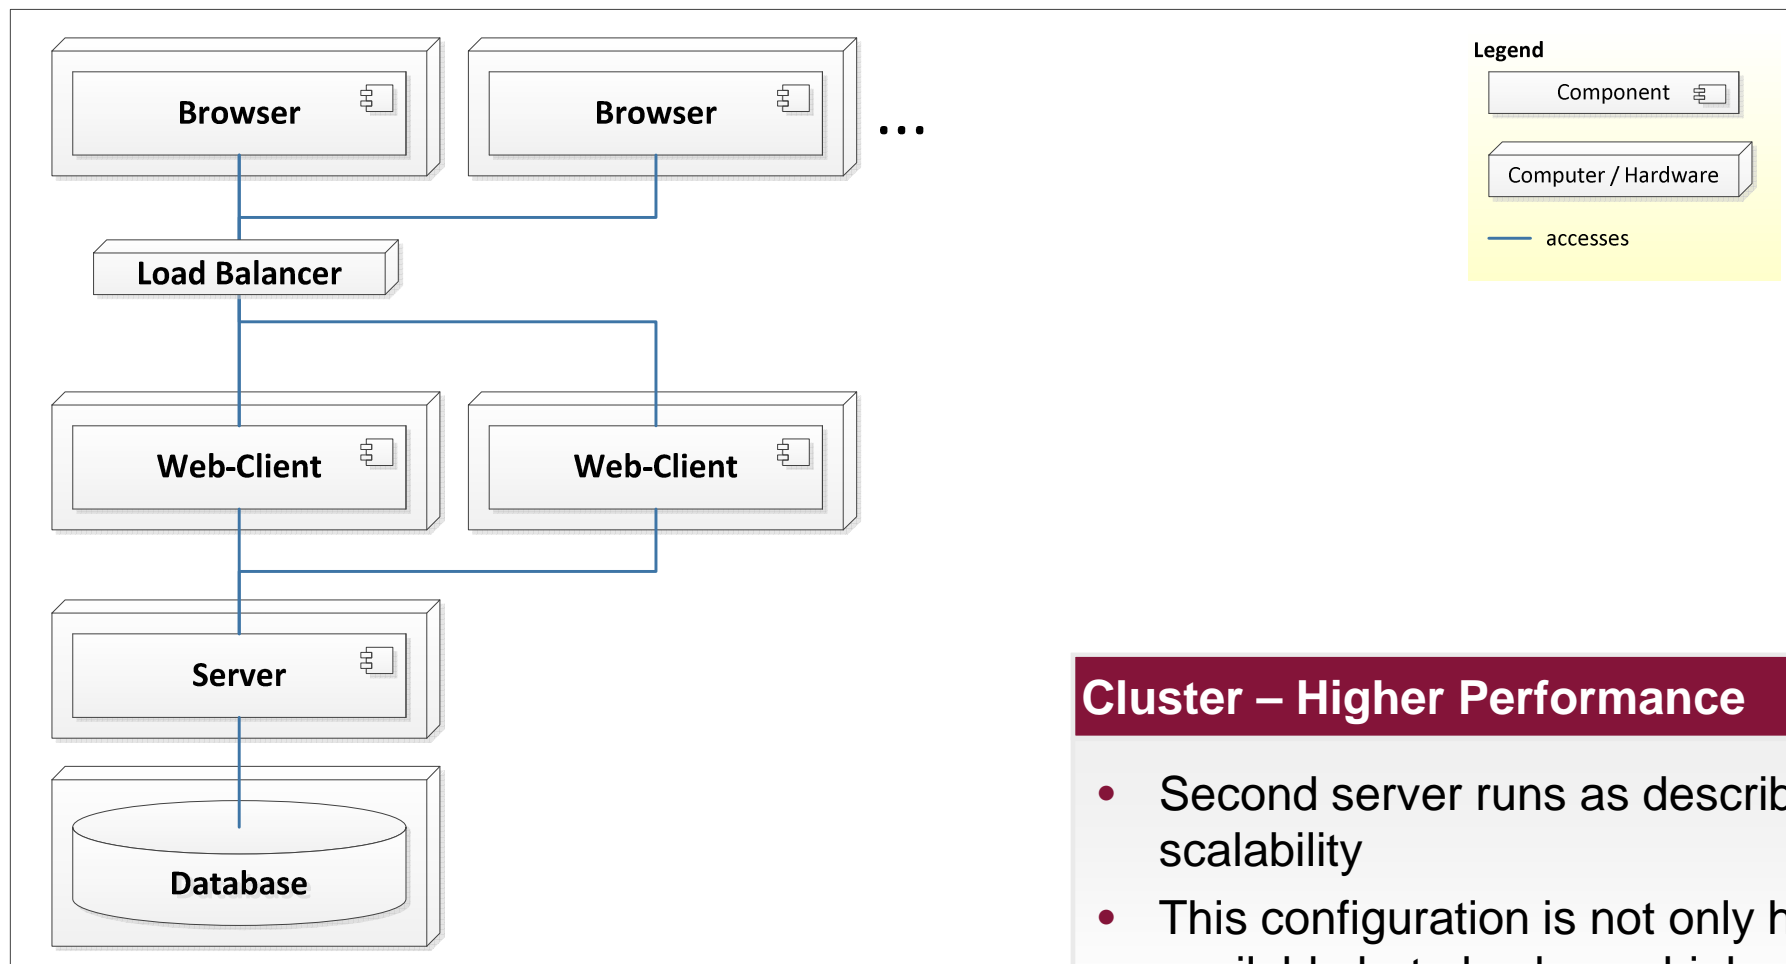 Browser
Browser
...
Legend
Component
Computer / Hardware
accesses
Load Balancer
Web-Client
Web-Client
Server
Database
Cluster – Higher Performance
• Second server runs as
scalability
• This configuration is not only